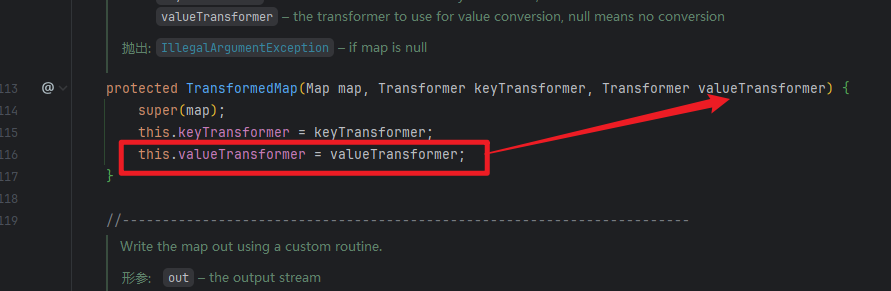 valueTransformer – the transformer to use for value conversion, null means no conversion
抛出: IllegalArgumentException – if map is null
113 @ protected TransformedMap(Map map, Transformer keyTransformer, Transformer valueTransformer) {
114 super(map);
115 this.keyTransformer = keyTransformer;
116 this.valueTransformer = valueTransformer;
117 }
118
119 //-----------------------------------------------------------------------
Write the map out using a custom routine.
形参: out – the output stream